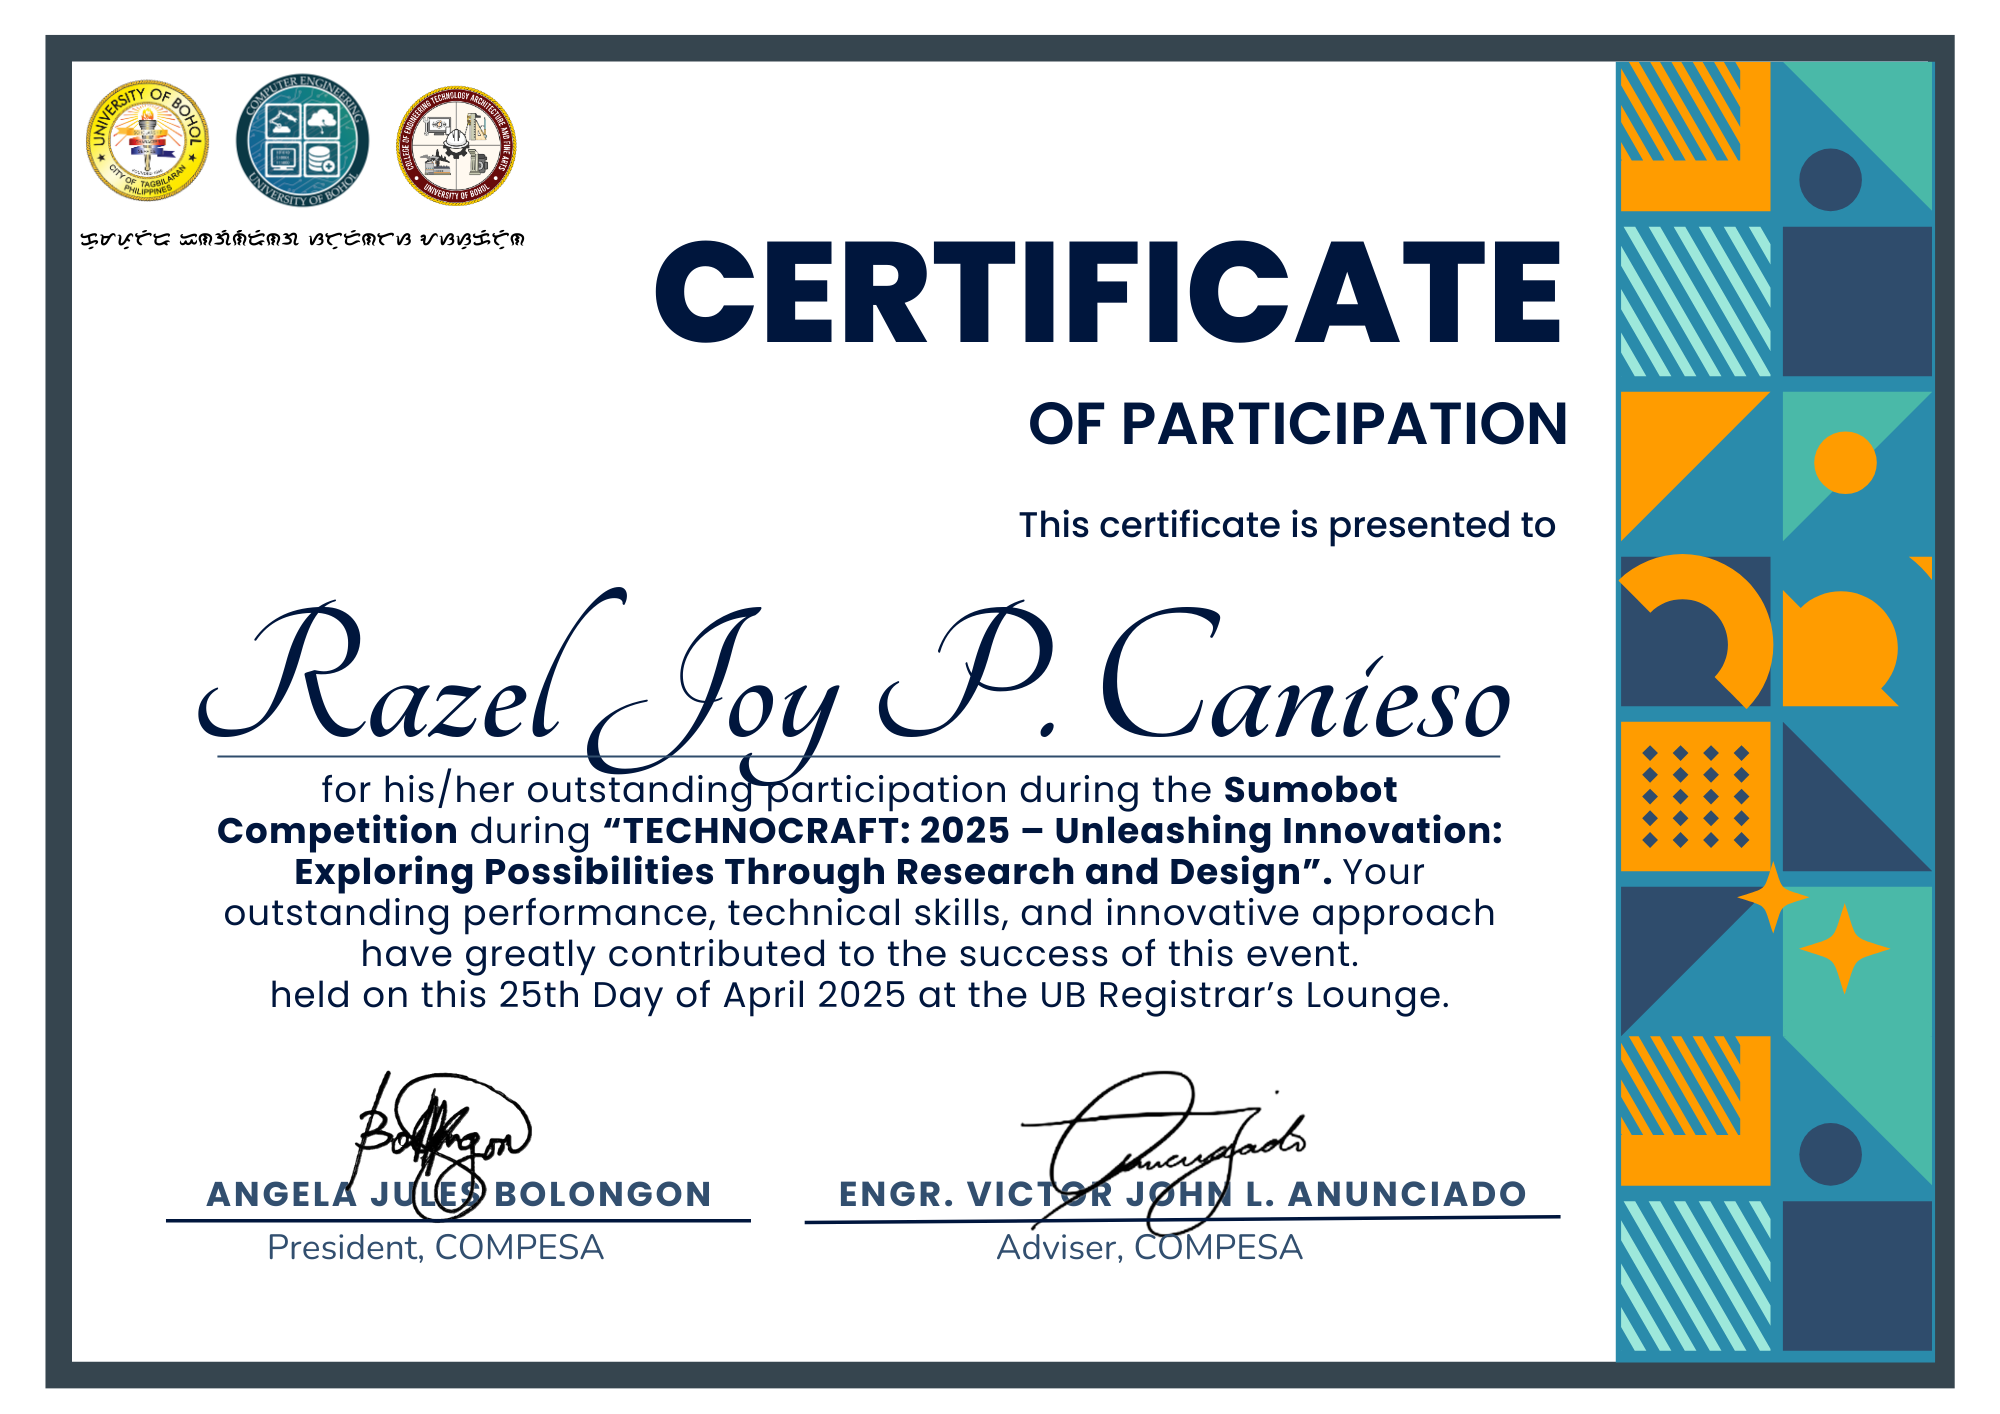 UNIVERSITY OF BOHOL
CITY OF TAGBILARAN
PHILIPPINES
COMPUTER ENGINEERING
UNIVERSITY OF BOHOL
COLLEGE OF ENGINEERING TECHNOLOGY ARCHITECTURE AND FINE ARTS
UNIVERSITY OF BOHOL
CERTIFICATE
OF PARTICIPATION
This certificate is presented to
Razel Joy P. Canieso
for his/her outstanding participation during the Sumobot
Competition during “TECHNOCRAFT: 2025 – Unleashing Innovation:
Exploring Possibilities Through Research and Design”. Your
outstanding performance, technical skills, and innovative approach
have greatly contributed to the success of this event.
held on this 25th Day of April 2025 at the UB Registrar’s Lounge.
ANGELA JULES BOLONGON
President, COMPESA
ENGR. VICTOR JOHN L. ANUNCIADO
Adviser, COMPESA